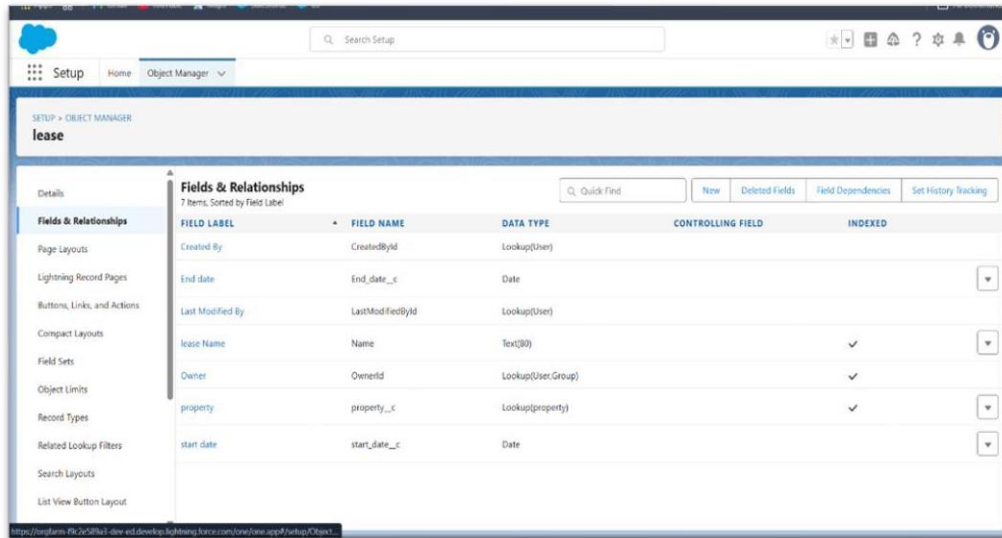 Search Setup
Setup Home Object Manager
SETUP > OBJECT MANAGER
lease
Details
Fields & Relationships
Page Layouts
Lightning Record Pages
Buttons, Links, and Actions
Compact Layouts
Field Sets
Object Limits
Record Types
Related Lookup Filters
Search Layouts
List View Button Layout
Fields & Relationships
7 Items, Sorted by Field Label
Quick Find New Deleted Fields Field Dependencies Set History Tracking
FIELD LABEL FIELD NAME DATA TYPE CONTROLLING FIELD INDEXED
Created By CreatedById Lookup(User)
End date End_date__c Date
Last Modified By LastModifiedById Lookup(User)
lease Name Name Text(80)
Owner OwnerId Lookup(User,Group)
property property__c Lookup(property)
start date start_date__c Date